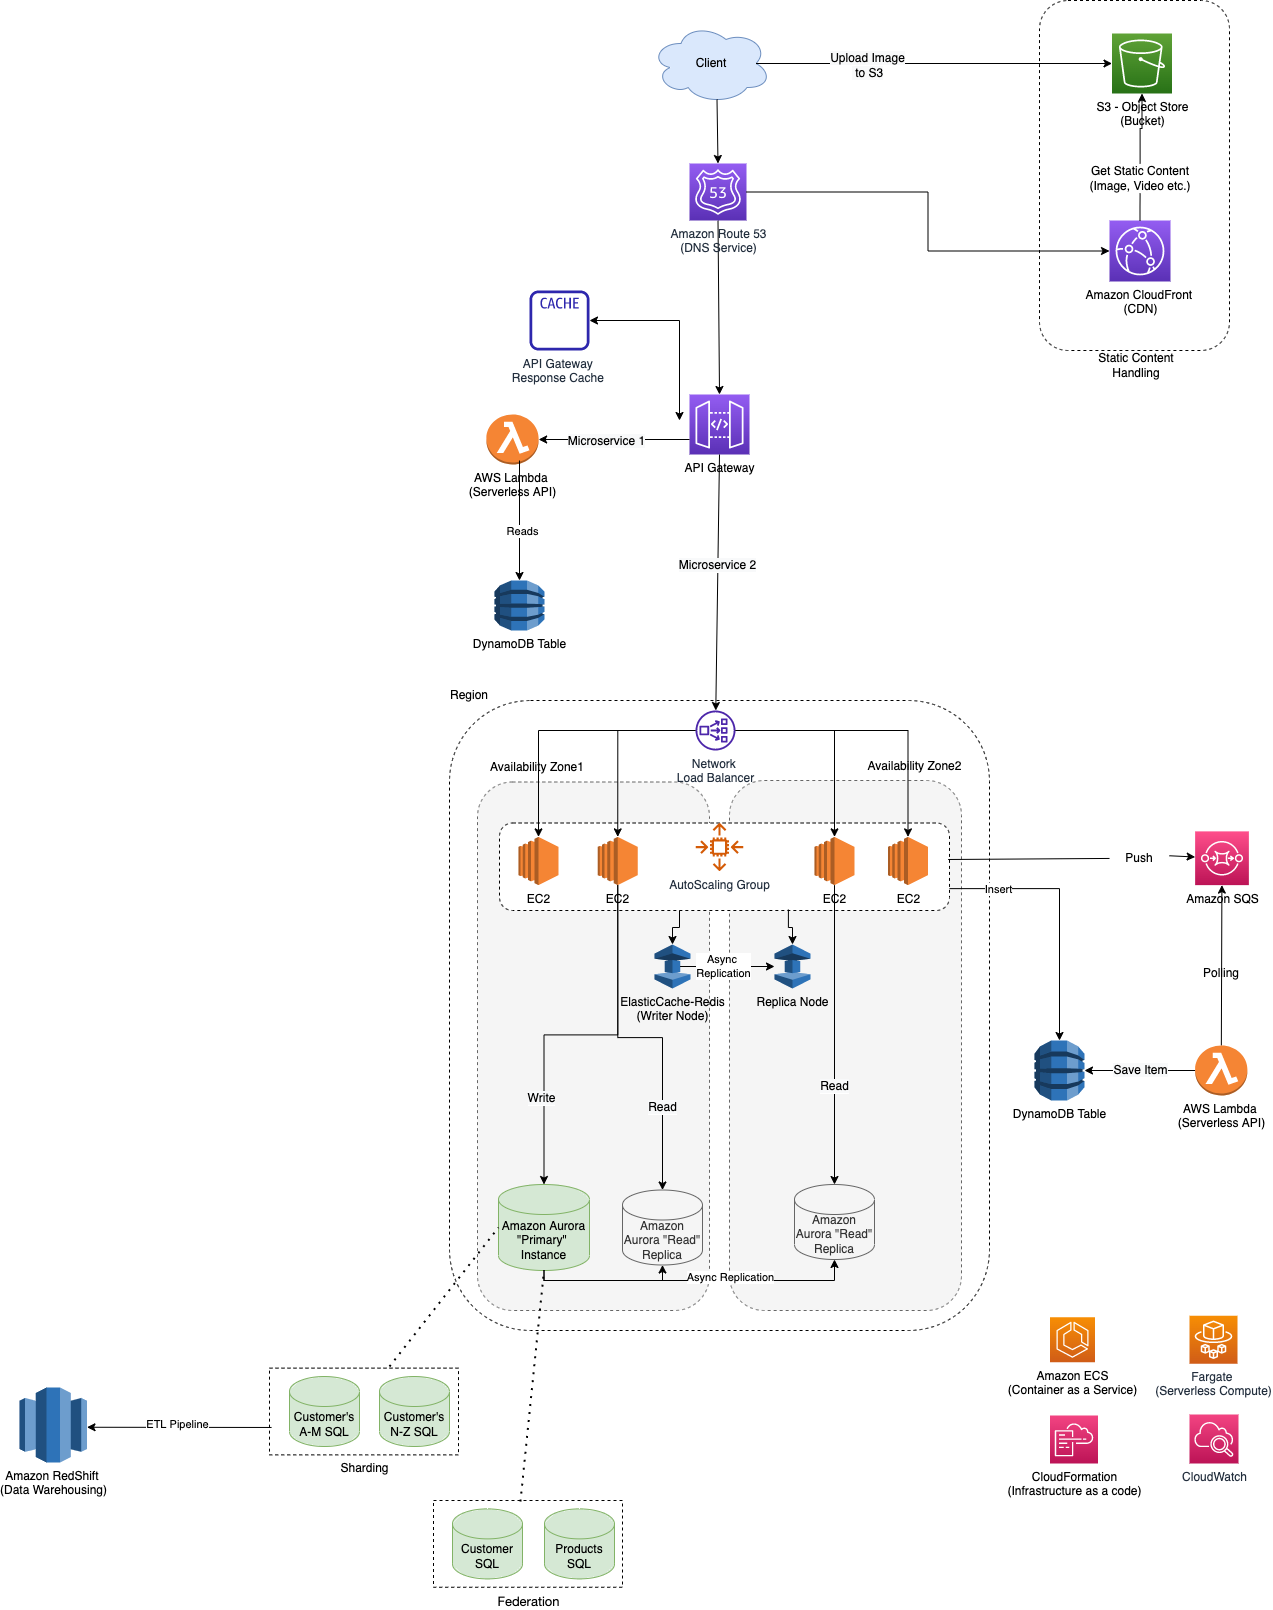 Client
Upload Image
to S3
S3 - Object Store
(Bucket)
Get Static Content
(Image, Video etc.)
53
Amazon Route 53
(DNS Service)
Amazon CloudFront
(CDN)
Static Content
Handling
CACHE
API Gateway
Response Cache
</>
API Gateway
Microservice 1
AWS Lambda
(Serverless API)
Reads
DynamoDB Table
Microservice 2
Region
Network
Load Balancer
Availability Zone1
Availability Zone2
EC2
EC2
AutoScaling Group
EC2
EC2
Push
Amazon SQS
Insert
Async
Replication
ElasticCache-Redis
(Writer Node)
Replica Node
Polling
Write
Read
Read
Save Item
DynamoDB Table
AWS Lambda
(Serverless API)
Amazon Aurora
"Primary"
Instance
Amazon
Aurora "Read"
Replica
Amazon
Aurora "Read"
Replica
Async Replication
Amazon ECS
(Container as a Service)
Fargate
(Serverless Compute)
CloudFormation
(Infrastructure as a code)
CloudWatch
Customer's
A-M SQL
Customer's
N-Z SQL
Sharding
ETL Pipeline
Amazon RedShift
(Data Warehousing)
Customer
SQL
Products
SQL
Federation